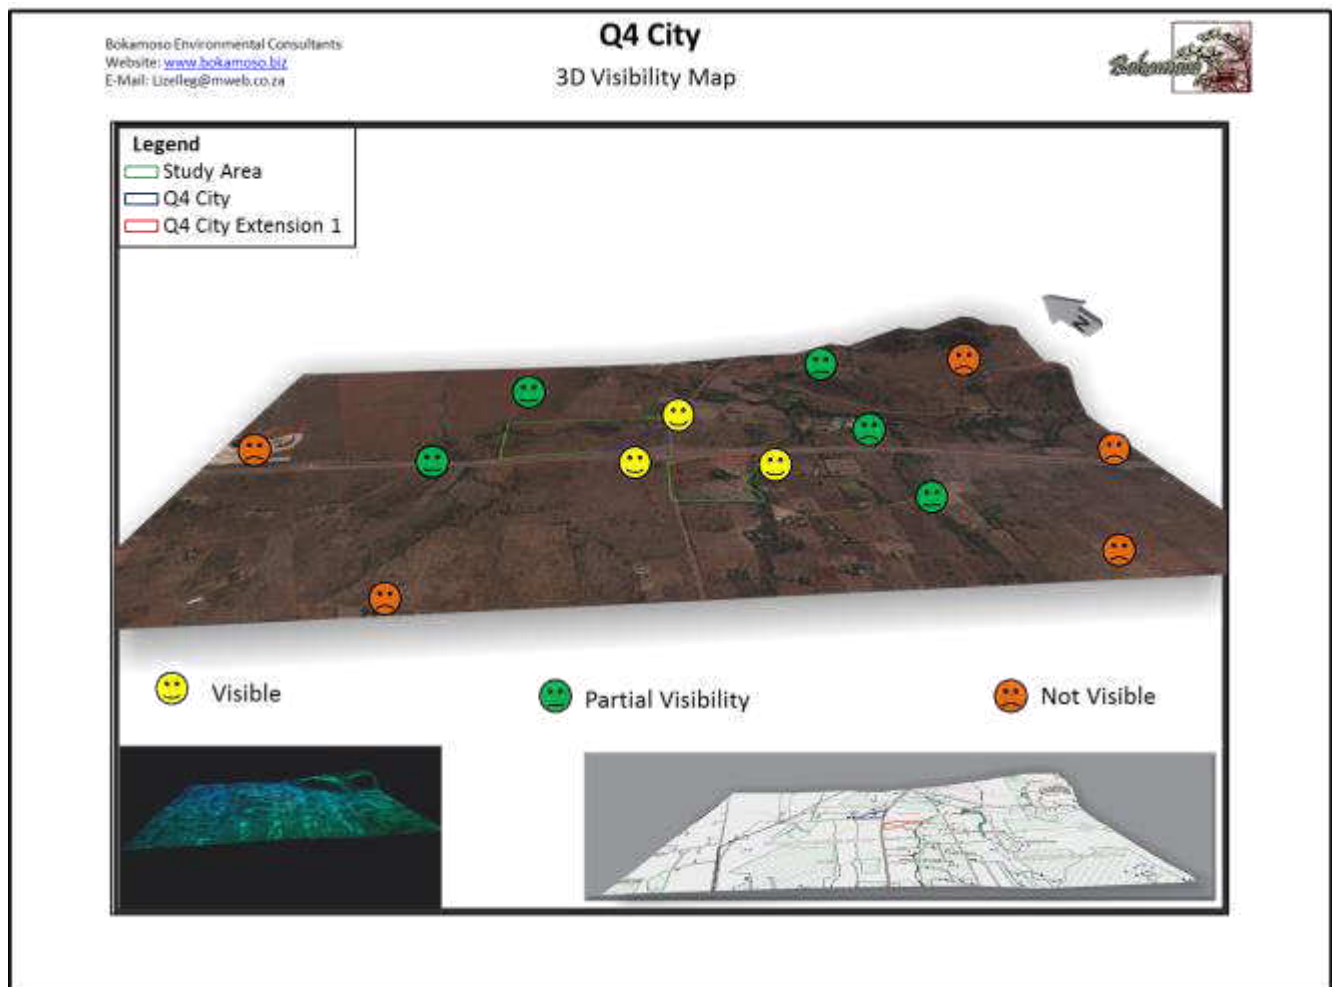 Bokamoso Environmental Consultants
Website: www.bokamoso.biz
E-Mail: Lizelleg@mweb.co.za
Q4 City
3D Visibility Map
Bokamoso
Legend
Study Area
Q4 City
Q4 City Extension 1
N
Visible
Partial Visibility
Not Visible